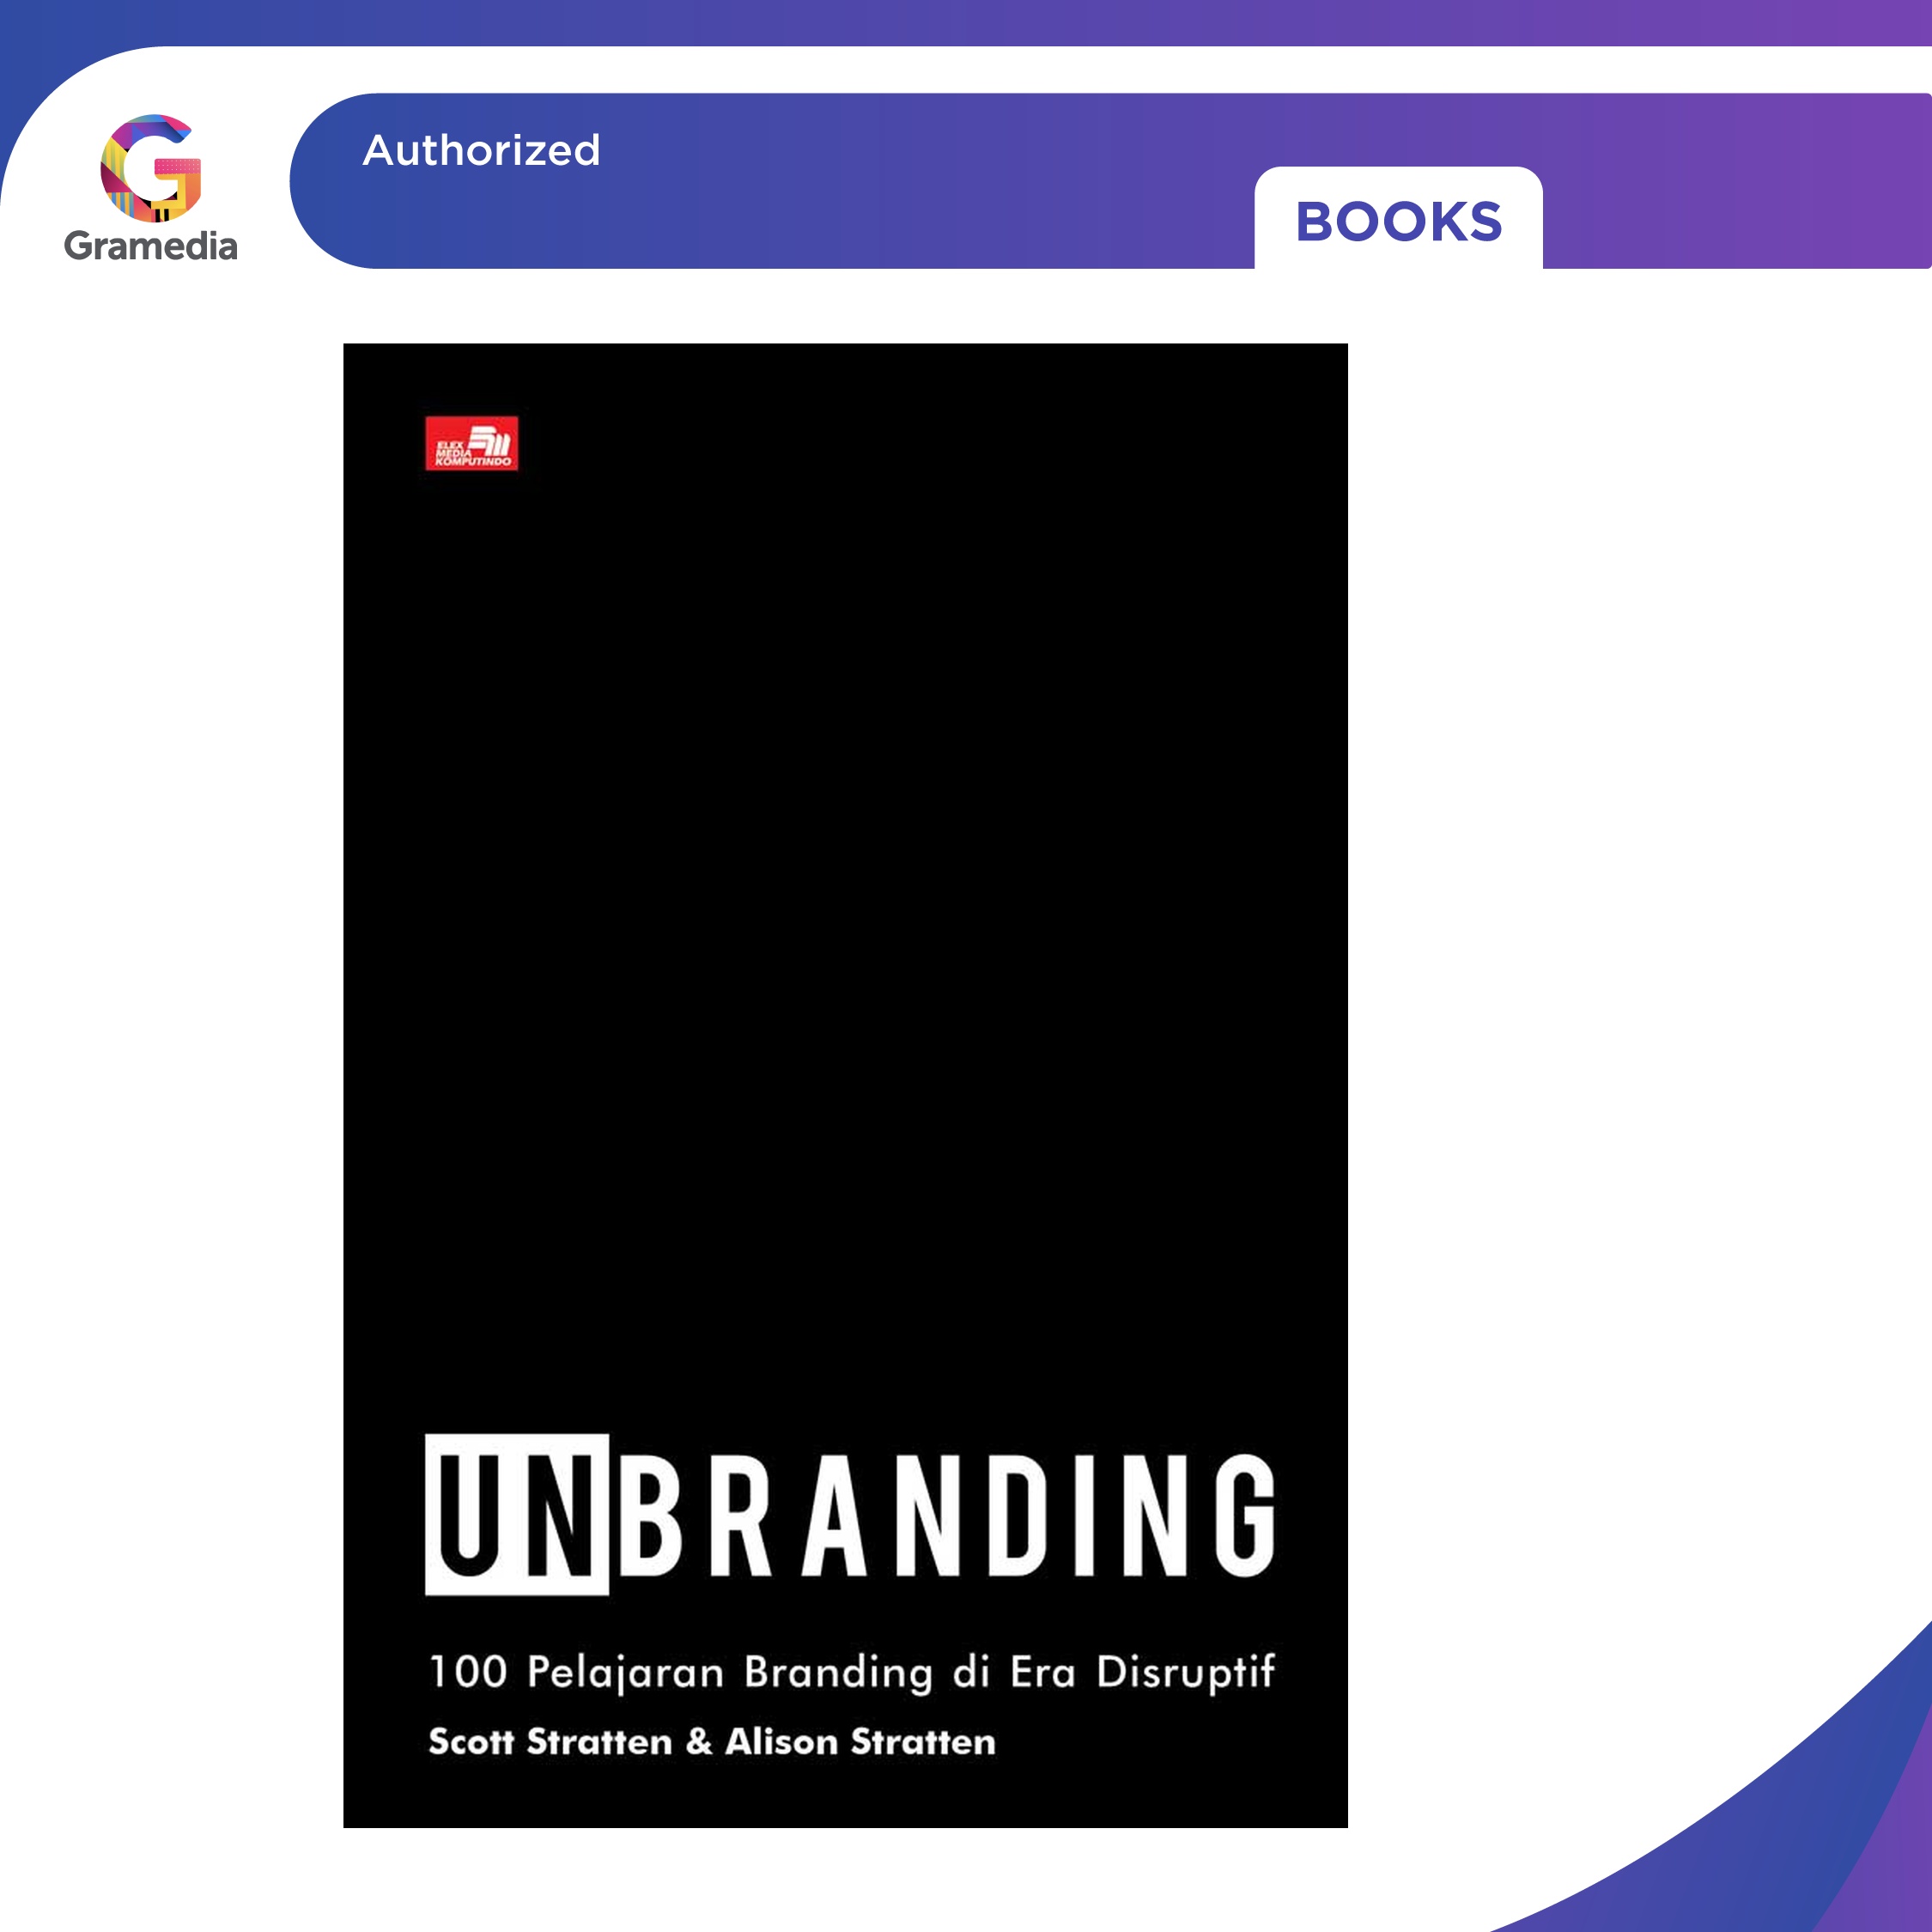 Gramedia
Authorized
BOOKS
ELEX
MEDIA
KOMPUTINDO
UNBRANDING
100 Pelajaran Branding di Era Disruptif
Scott Stratten & Alison Stratten